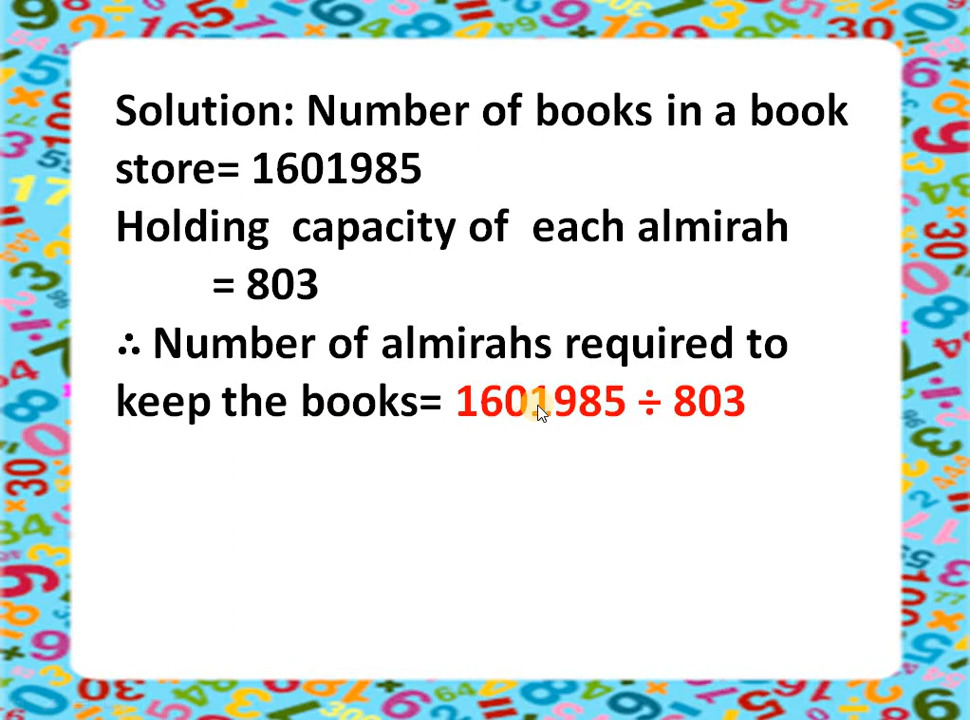 Solution: Number of books in a book
store= 1601985
Holding capacity of each almirah
= 803
∴ Number of almirahs required to
keep the books= 1601985 ÷ 803